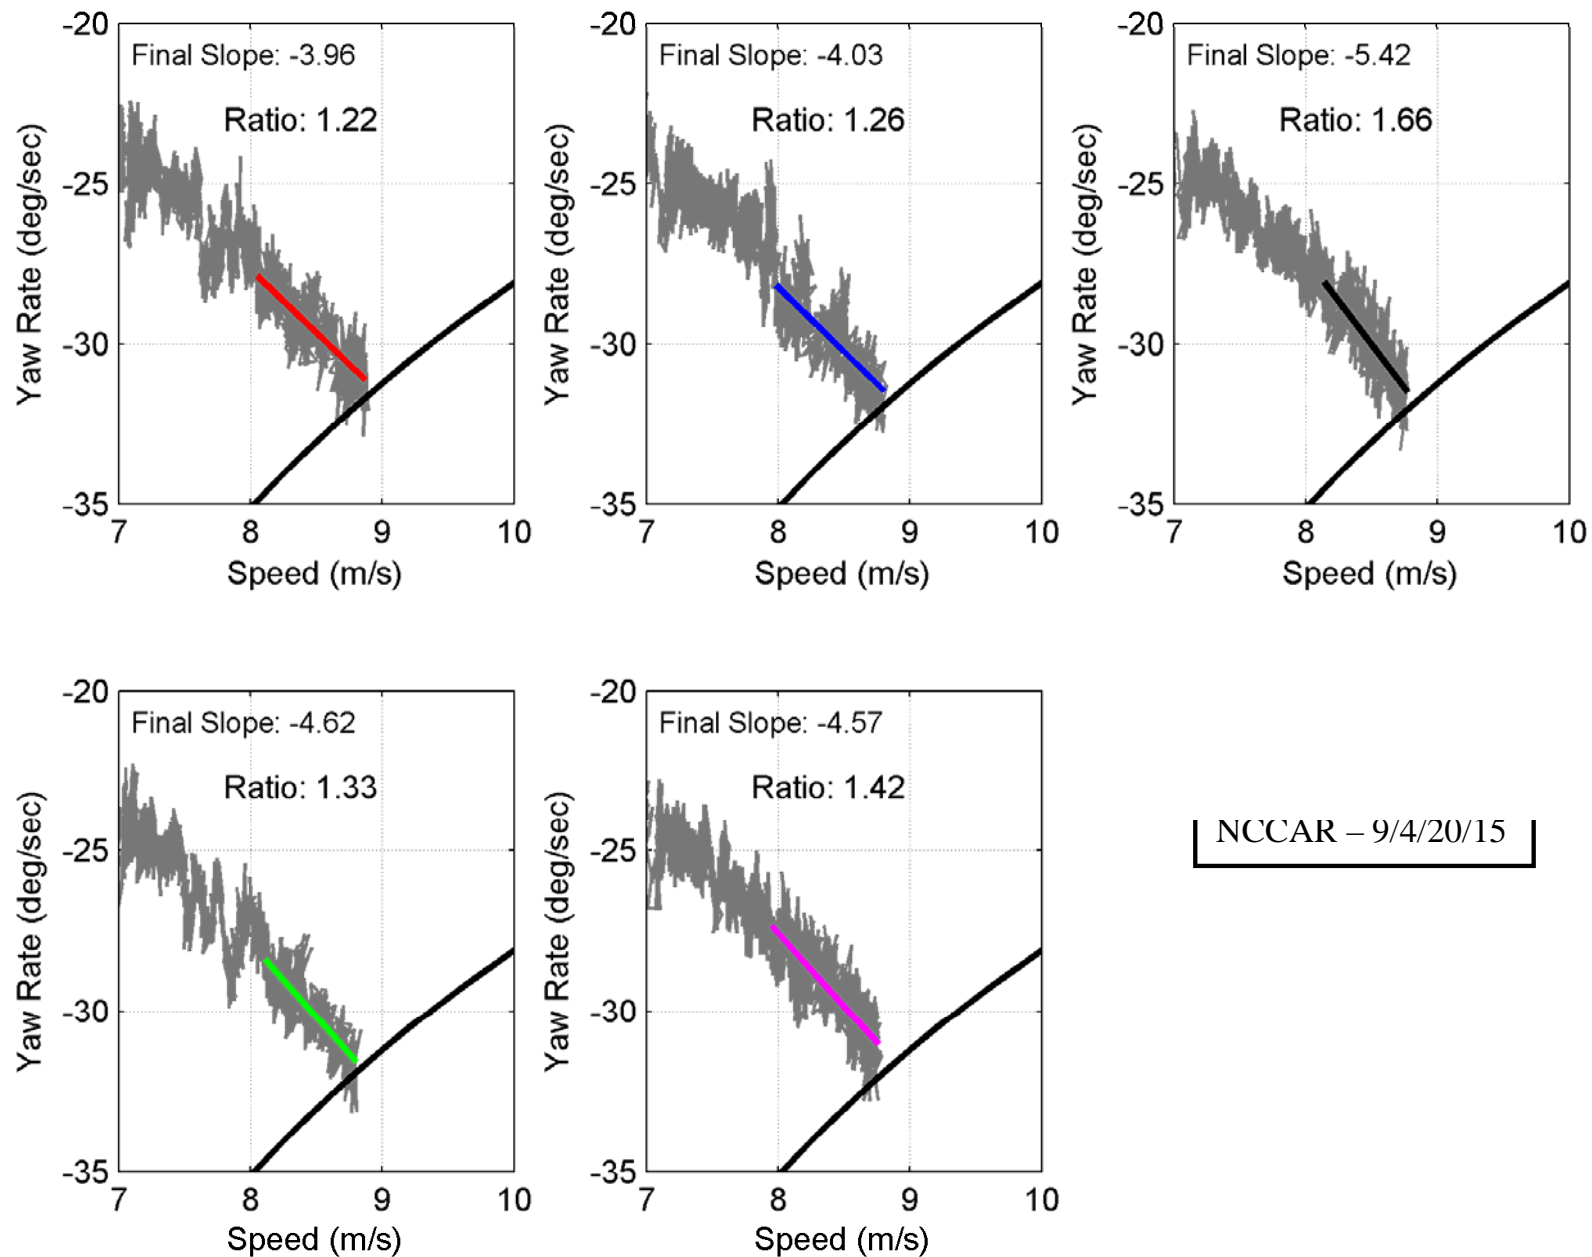 Final Slope: -3.96
Ratio: 1.22
-20
-25
-30
-35
7
8
9
10
Yaw Rate (deg/sec)
Speed (m/s)
Final Slope: -4.03
Ratio: 1.26
-20
-25
-30
-35
7
8
9
10
Yaw Rate (deg/sec)
Speed (m/s)
Final Slope: -5.42
Ratio: 1.66
-20
-25
-30
-35
7
8
9
10
Yaw Rate (deg/sec)
Speed (m/s)
Final Slope: -4.62
Ratio: 1.33
-20
-25
-30
-35
7
8
9
10
Yaw Rate (deg/sec)
Speed (m/s)
Final Slope: -4.57
Ratio: 1.42
-20
-25
-30
-35
7
8
9
10
Yaw Rate (deg/sec)
Speed (m/s)
NCCAR – 9/4/20/15